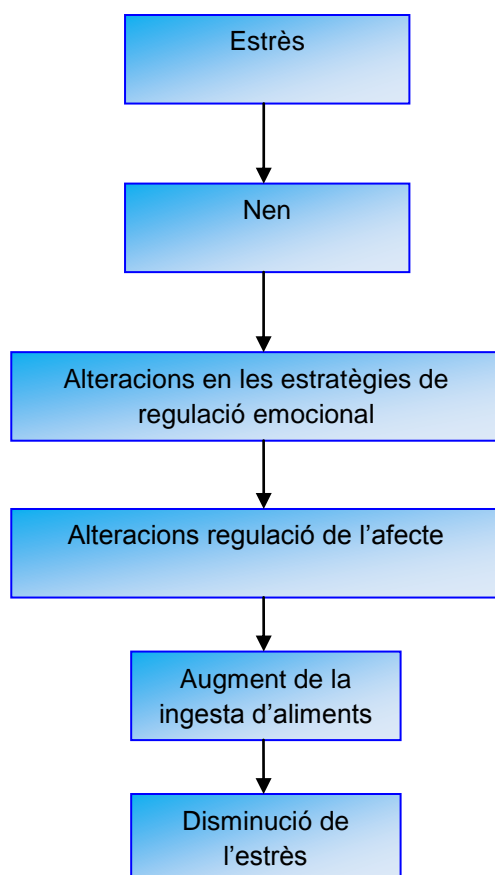 Estrès
Nen
Alteracions en les estratègies de
regulació emocional
Alteracions regulació de l’afecte
Augment de la
ingesta d’aliments
Disminució de
l’estrès